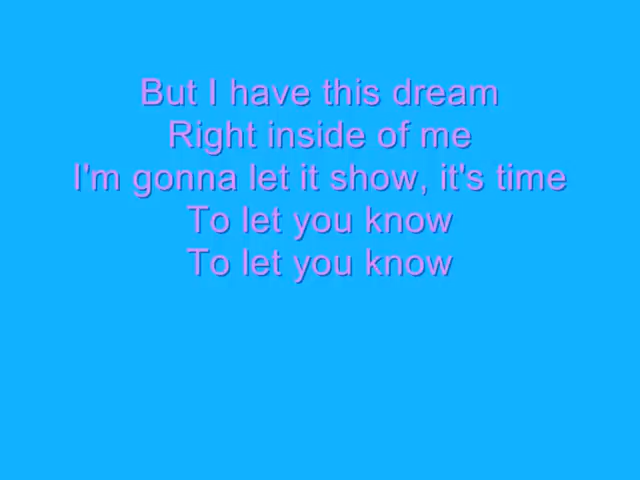 But I have this dream
Right inside of me
I'm gonna let it show, it's time
To let you know
To let you know